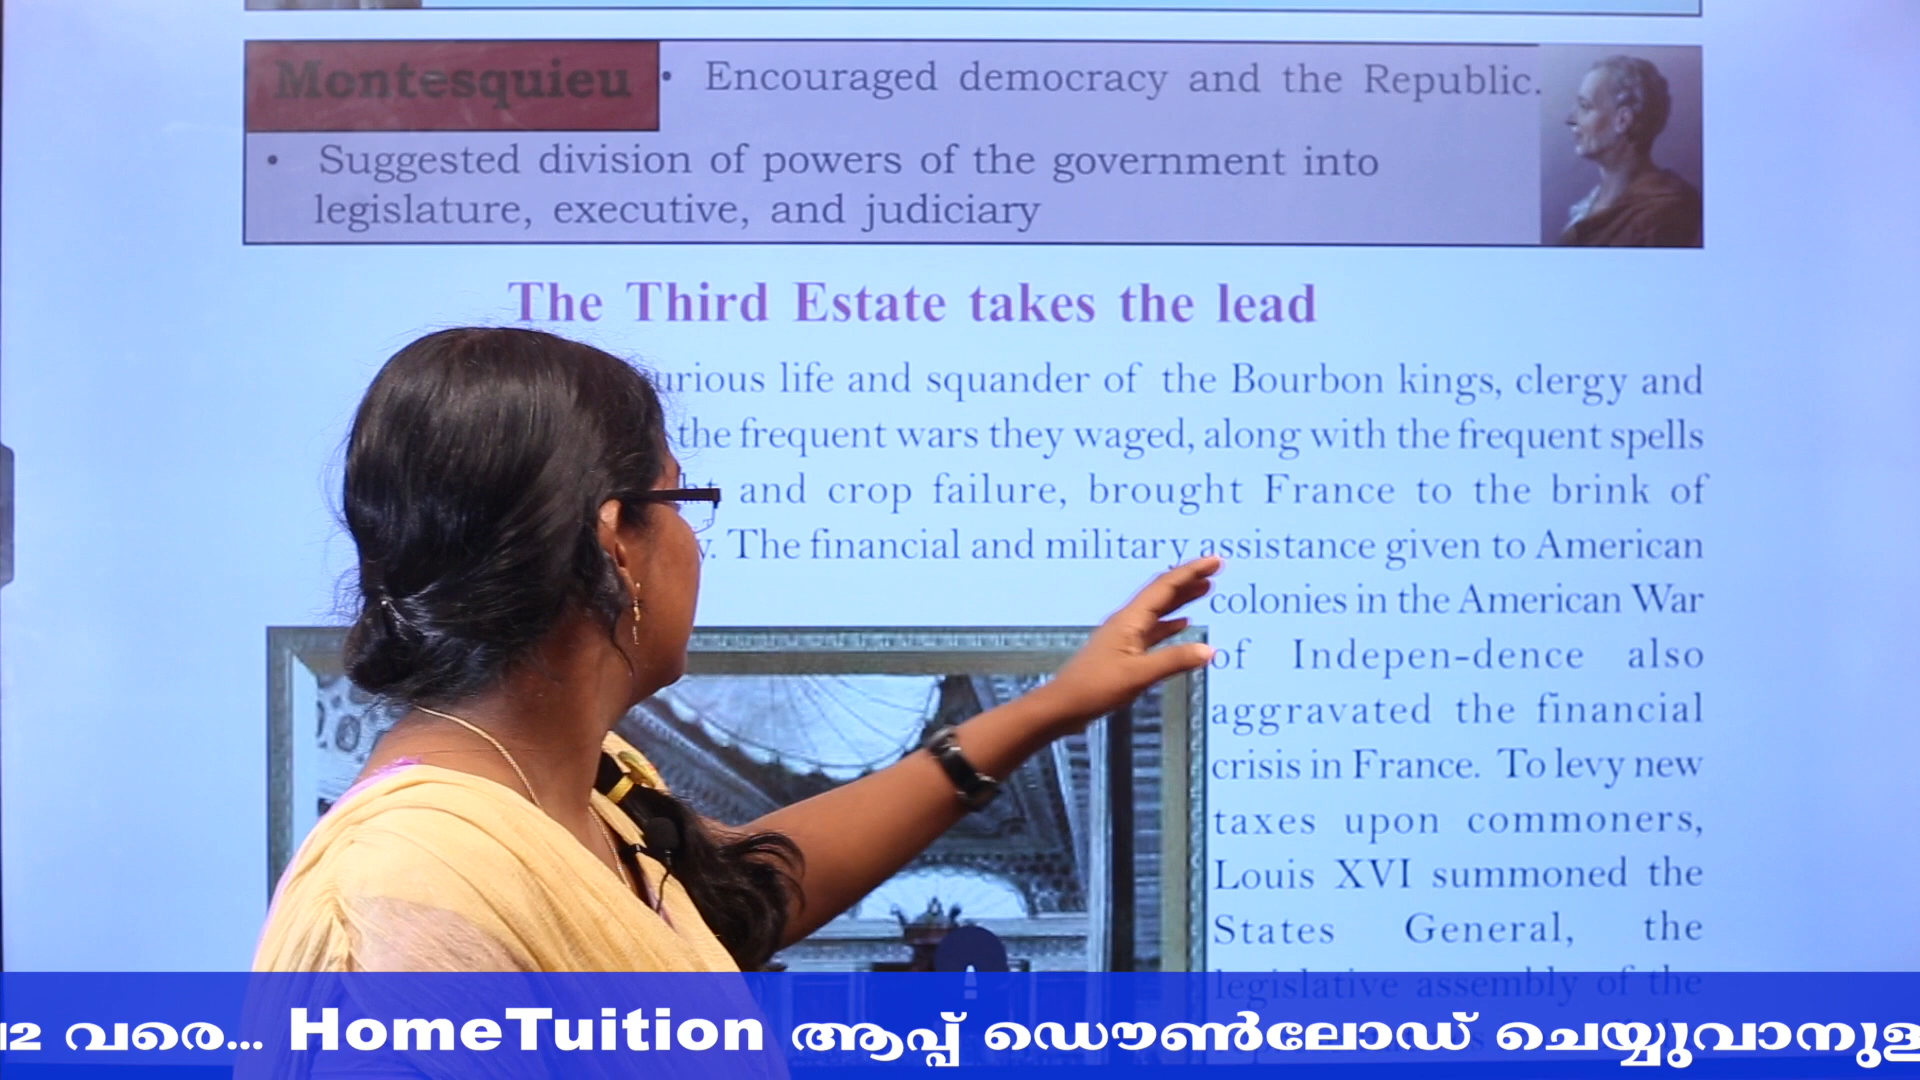 Montesquieu • Encouraged democracy and the Republic.
• Suggested division of powers of the government into
legislature, executive, and judiciary
The Third Estate takes the lead
life and squander of the Bourbon kings, clergy and
the frequent wars they waged, along with the frequent spells
and crop failure, brought France to the brink of
The financial and military assistance given to American
colonies in the American War
of Indepen-dence also
aggravated the financial
crisis in France. To levy new
taxes upon commoners,
Louis XVI summoned the
States General, the
legislative assembly of the
വരെ... HomeTuition ആപ്പ് ഡൌൺലോഡ്